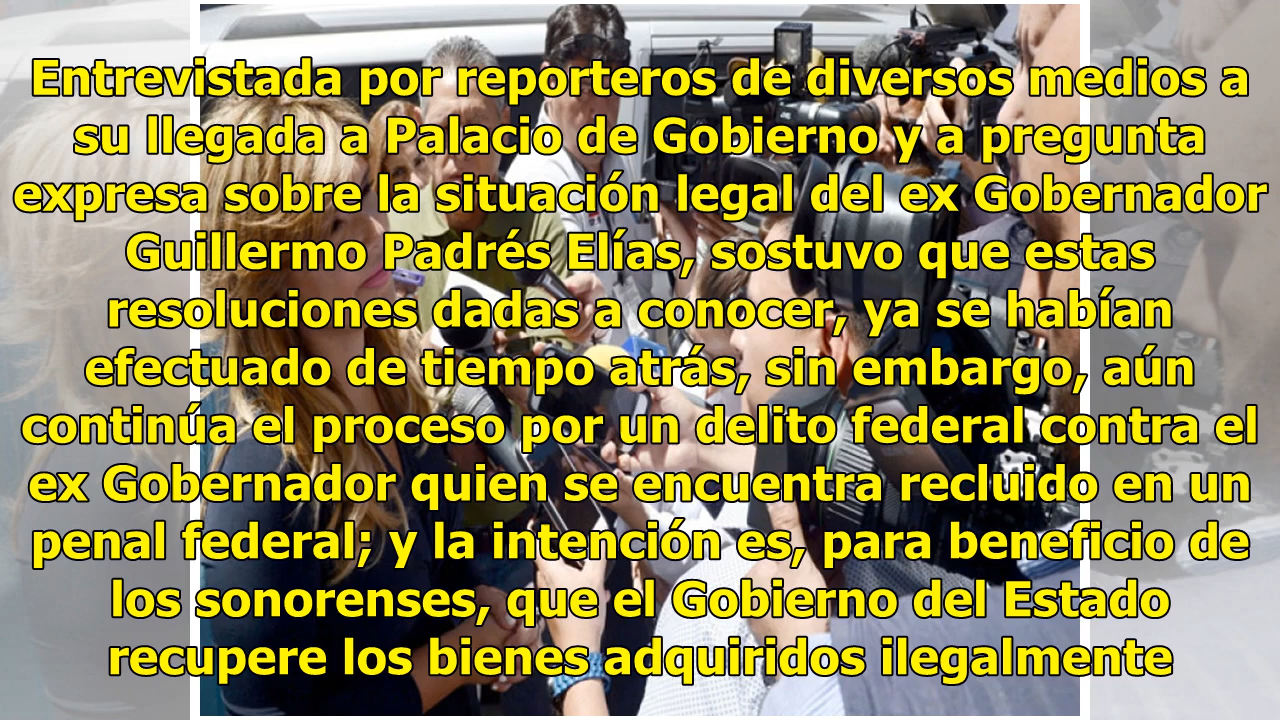 Entrevistada por reporteros de diversos medios a
su llegada a Palacio de Gobierno y a pregunta
expresa sobre la situación legal del ex Gobernador
Guillermo Padrés Elías, sostuvo que estas
resoluciones dadas a conocer, ya se habían
efectuado de tiempo atrás, sin embargo, aún
continúa el proceso por un delito federal contra el
ex Gobernador quien se encuentra recluido en un
penal federal; y la intención es, para beneficio de
los sonorenses, que el Gobierno del Estado
recupere los bienes adquiridos ilegalmente